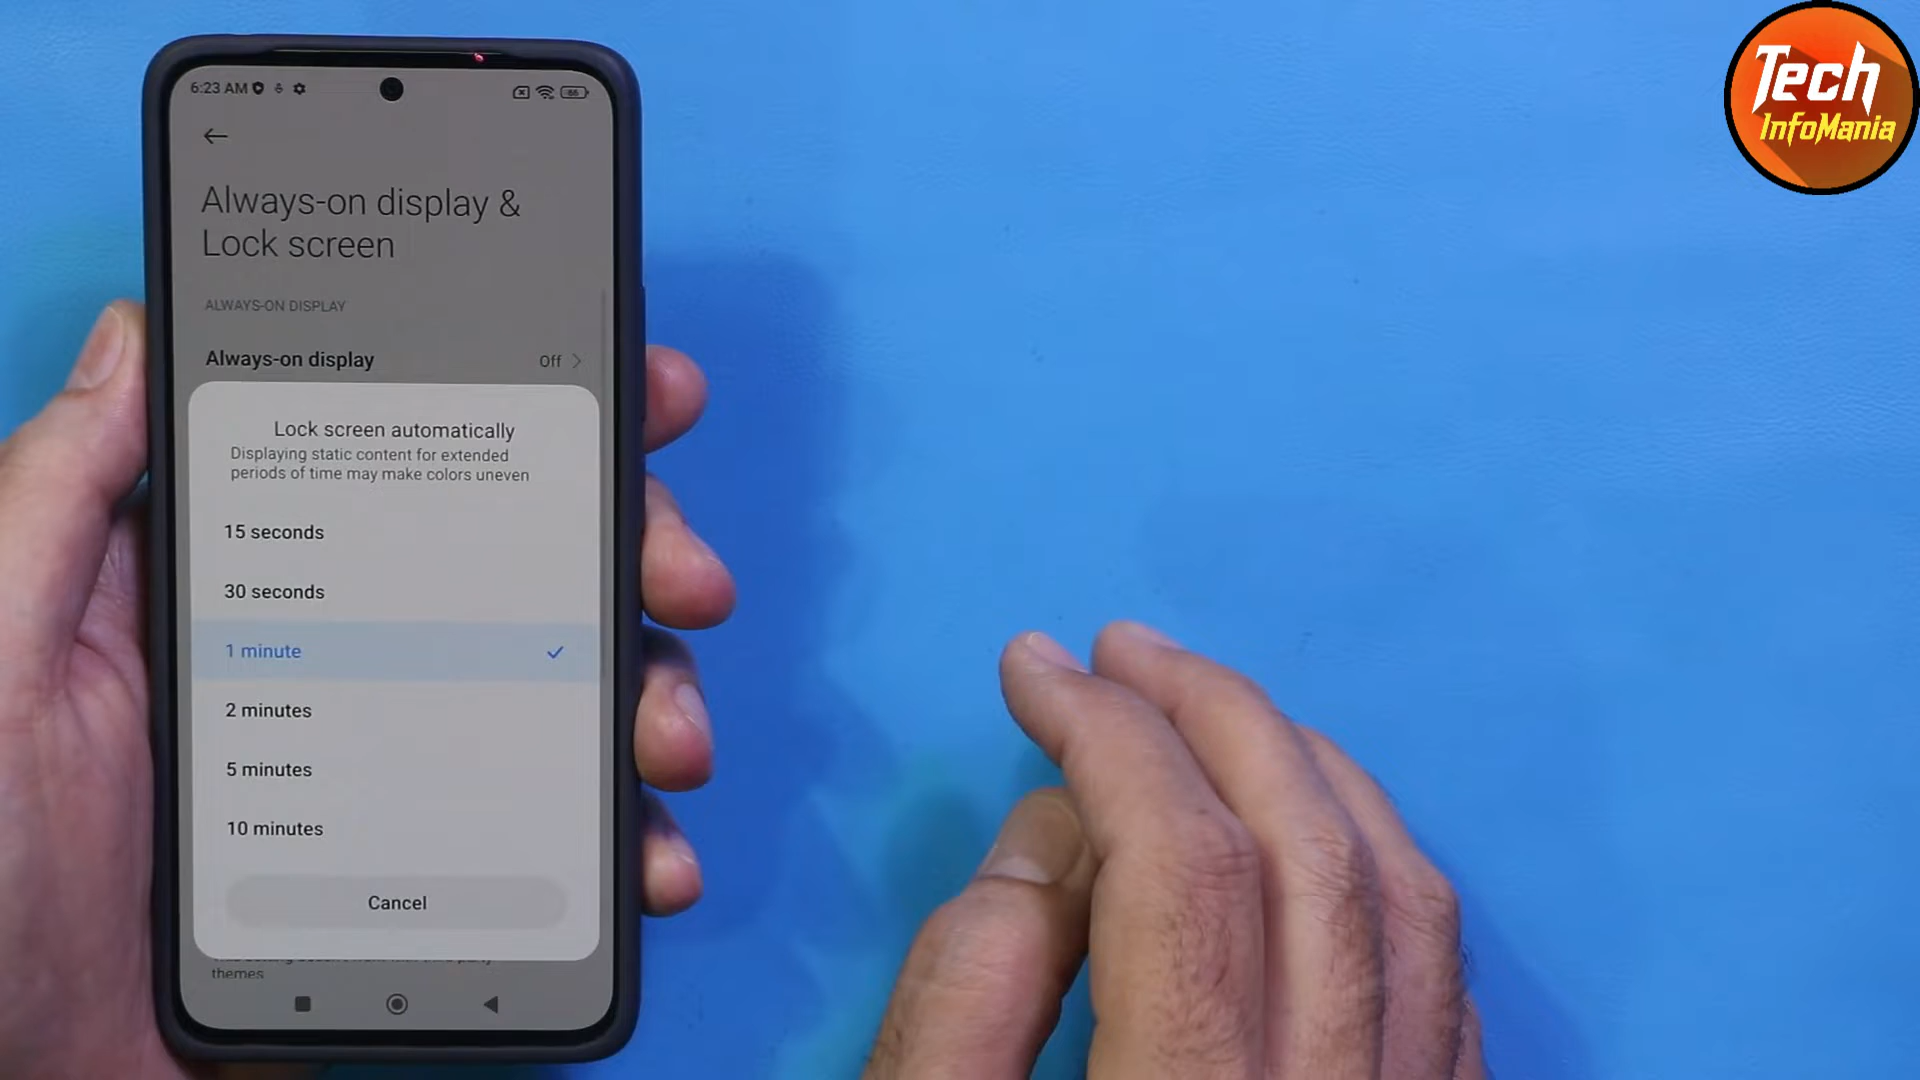 Tech
InfoMania
6:23 AM
66
Always-on display &
Lock screen
ALWAYS-ON DISPLAY
Always-on display Off
Lock screen automatically
Displaying static content for extended
periods of time may make colors uneven
15 seconds
30 seconds
1 minute
2 minutes
5 minutes
10 minutes
Cancel
themes